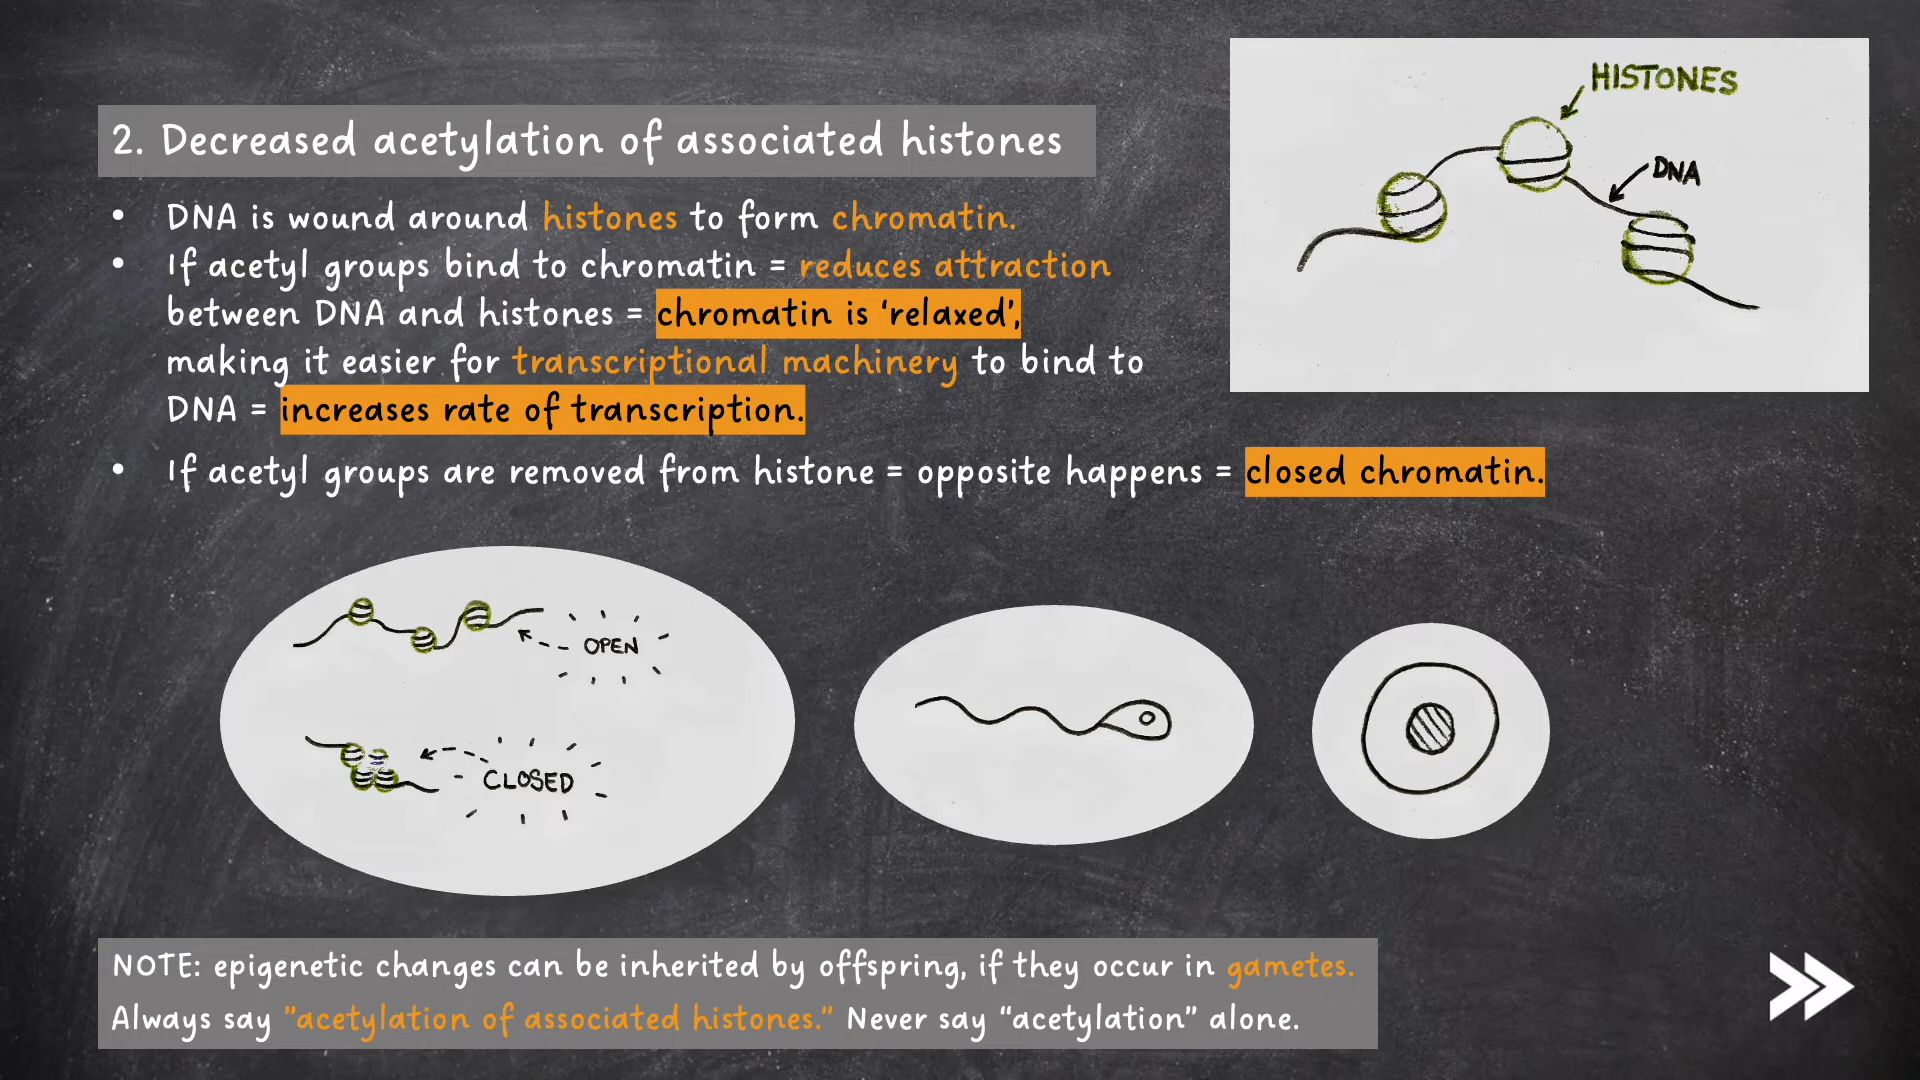 2. Decreased acetylation of associated histones
• DNA is wound around histones to form chromatin.
• If acetyl groups bind to chromatin = reduces attraction
between DNA and histones = chromatin is ‘relaxed’,
making it easier for transcriptional machinery to bind to
DNA = increases rate of transcription.
• If acetyl groups are removed from histone = opposite happens = closed chromatin.
HISTONES
DNA
OPEN
CLOSED
NOTE: epigenetic changes can be inherited by offspring, if they occur in gametes.
Always say "acetylation of associated histones." Never say “acetylation” alone.